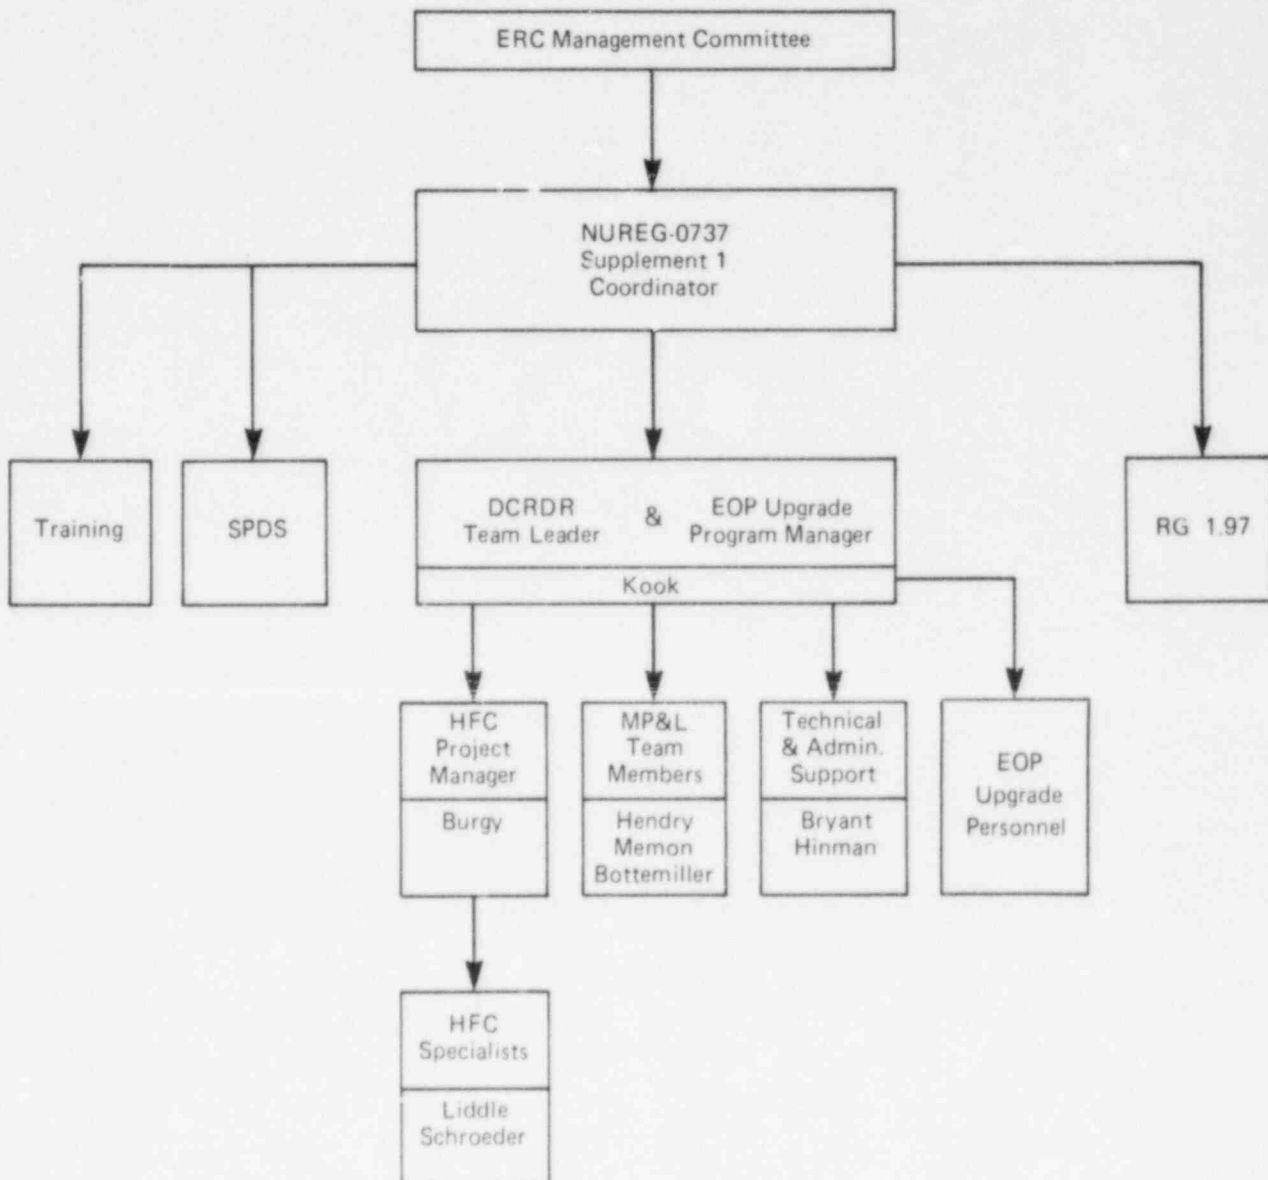 ERC Management Committee
NUREG-0737
Supplement 1
Coordinator
Training
SPDS
DCRDR
Team Leader
&
EOP Upgrade
Program Manager
Kook
RG 1.97
HFC
Project
Manager
Burgy
MP&L
Team
Members
Hendry
Memon
Bottemiller
Technical
& Admin.
Support
Bryant
Hinman
EOP
Upgrade
Personnel
HFC
Specialists
Liddle
Schroeder